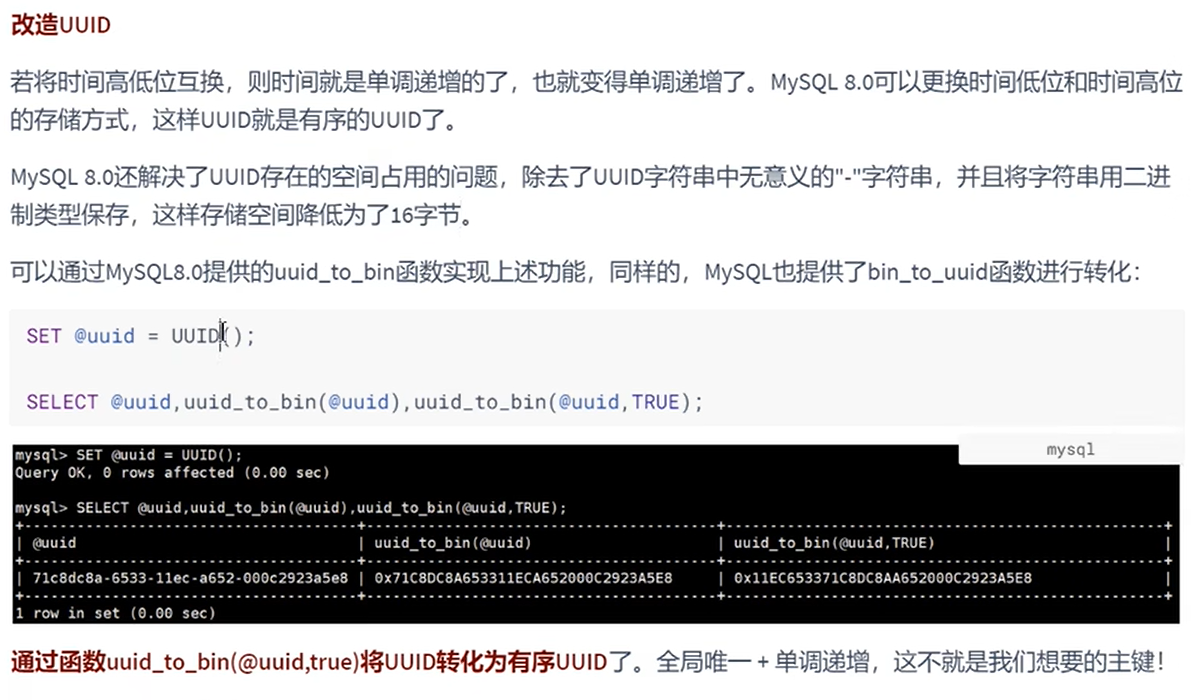 改造UUID
若将时间高低位互换，则时间就是单调递增的了，也就变得单调递增了。MySQL 8.0可以更换时间低位和时间高位
的存储方式，这样UUID就是有序的UUID了。
MySQL 8.0还解决了UUID存在的空间占用的问题，除去了UUID字符串中无意义的"-"字符串，并且将字符串用二进
制类型保存，这样存储空间降低为了16字节。
可以通过MySQL8.0提供的uuid_to_bin函数实现上述功能，同样的，MySQL也提供了bin_to_uuid函数进行转化：
SET @uuid = UUID();
SELECT @uuid,uuid_to_bin(@uuid),uuid_to_bin(@uuid,TRUE);
mysql
mysql> SET @uuid = UUID();
Query OK, 0 rows affected (0.00 sec)
mysql> SELECT @uuid,uuid_to_bin(@uuid),uuid_to_bin(@uuid,TRUE);
+--------------------------------------+------------------------------------+------------------------------------+
| @uuid | uuid_to_bin(@uuid) | uuid_to_bin(@uuid,TRUE) |
+--------------------------------------+------------------------------------+------------------------------------+
| 71c8dc8a-6533-11ec-a652-000c2923a5e8 | 0x71C8DC8A653311ECA652000C2923A5E8 | 0x11EC653371C8DC8AA652000C2923A5E8 |
+--------------------------------------+------------------------------------+------------------------------------+
1 row in set (0.00 sec)
通过函数uuid_to_bin(@uuid,true)将UUID转化为有序UUID了。全局唯一 + 单调递增，这不就是我们想要的主键！